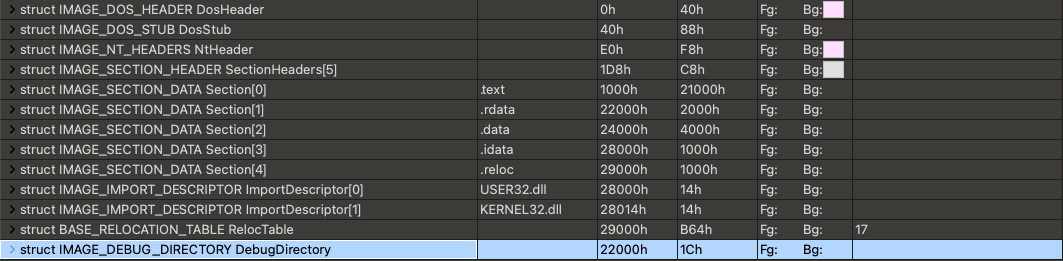 struct IMAGE_DOS_HEADER DosHeader 0h 40h Fg: Bg:
struct IMAGE_DOS_STUB DosStub 40h 88h Fg: Bg:
struct IMAGE_NT_HEADERS NtHeader E0h F8h Fg: Bg:
struct IMAGE_SECTION_HEADER SectionHeaders[5] 1D8h C8h Fg: Bg:
struct IMAGE_SECTION_DATA Section[0] .text 1000h 21000h Fg: Bg:
struct IMAGE_SECTION_DATA Section[1] .rdata 22000h 2000h Fg: Bg:
struct IMAGE_SECTION_DATA Section[2] .data 24000h 4000h Fg: Bg:
struct IMAGE_SECTION_DATA Section[3] .idata 28000h 1000h Fg: Bg:
struct IMAGE_SECTION_DATA Section[4] .reloc 29000h 1000h Fg: Bg:
struct IMAGE_IMPORT_DESCRIPTOR ImportDescriptor[0] USER32.dll 28000h 14h Fg: Bg:
struct IMAGE_IMPORT_DESCRIPTOR ImportDescriptor[1] KERNEL32.dll 28014h 14h Fg: Bg:
struct BASE_RELOCATION_TABLE RelocTable 29000h B64h Fg: Bg: 17
struct IMAGE_DEBUG_DIRECTORY DebugDirectory 22000h 1Ch Fg: Bg: